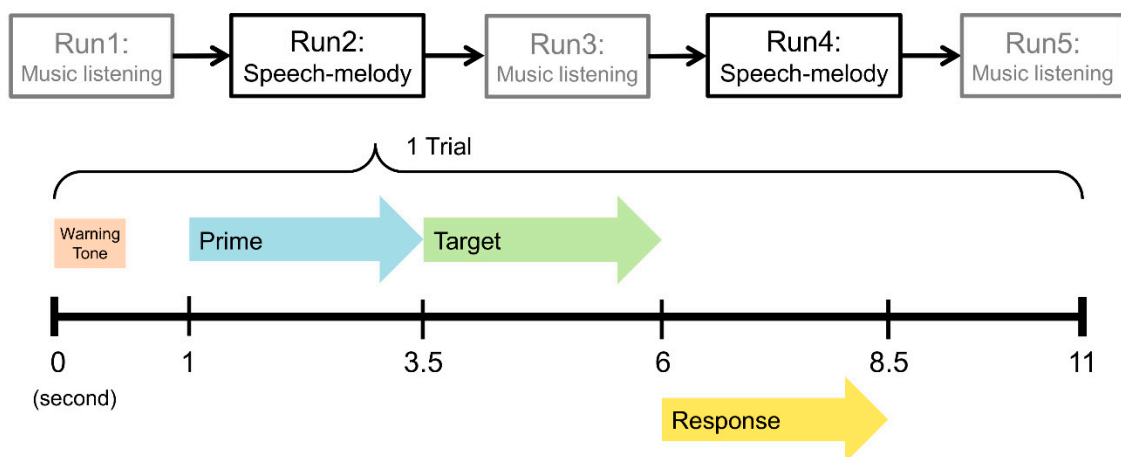 Run1:
Music listening
Run2:
Speech-melody
Run3:
Music listening
Run4:
Speech-melody
Run5:
Music listening
1 Trial
Warning
Tone
Prime
Target
0
1
3.5
6
8.5
11
(second)
Response